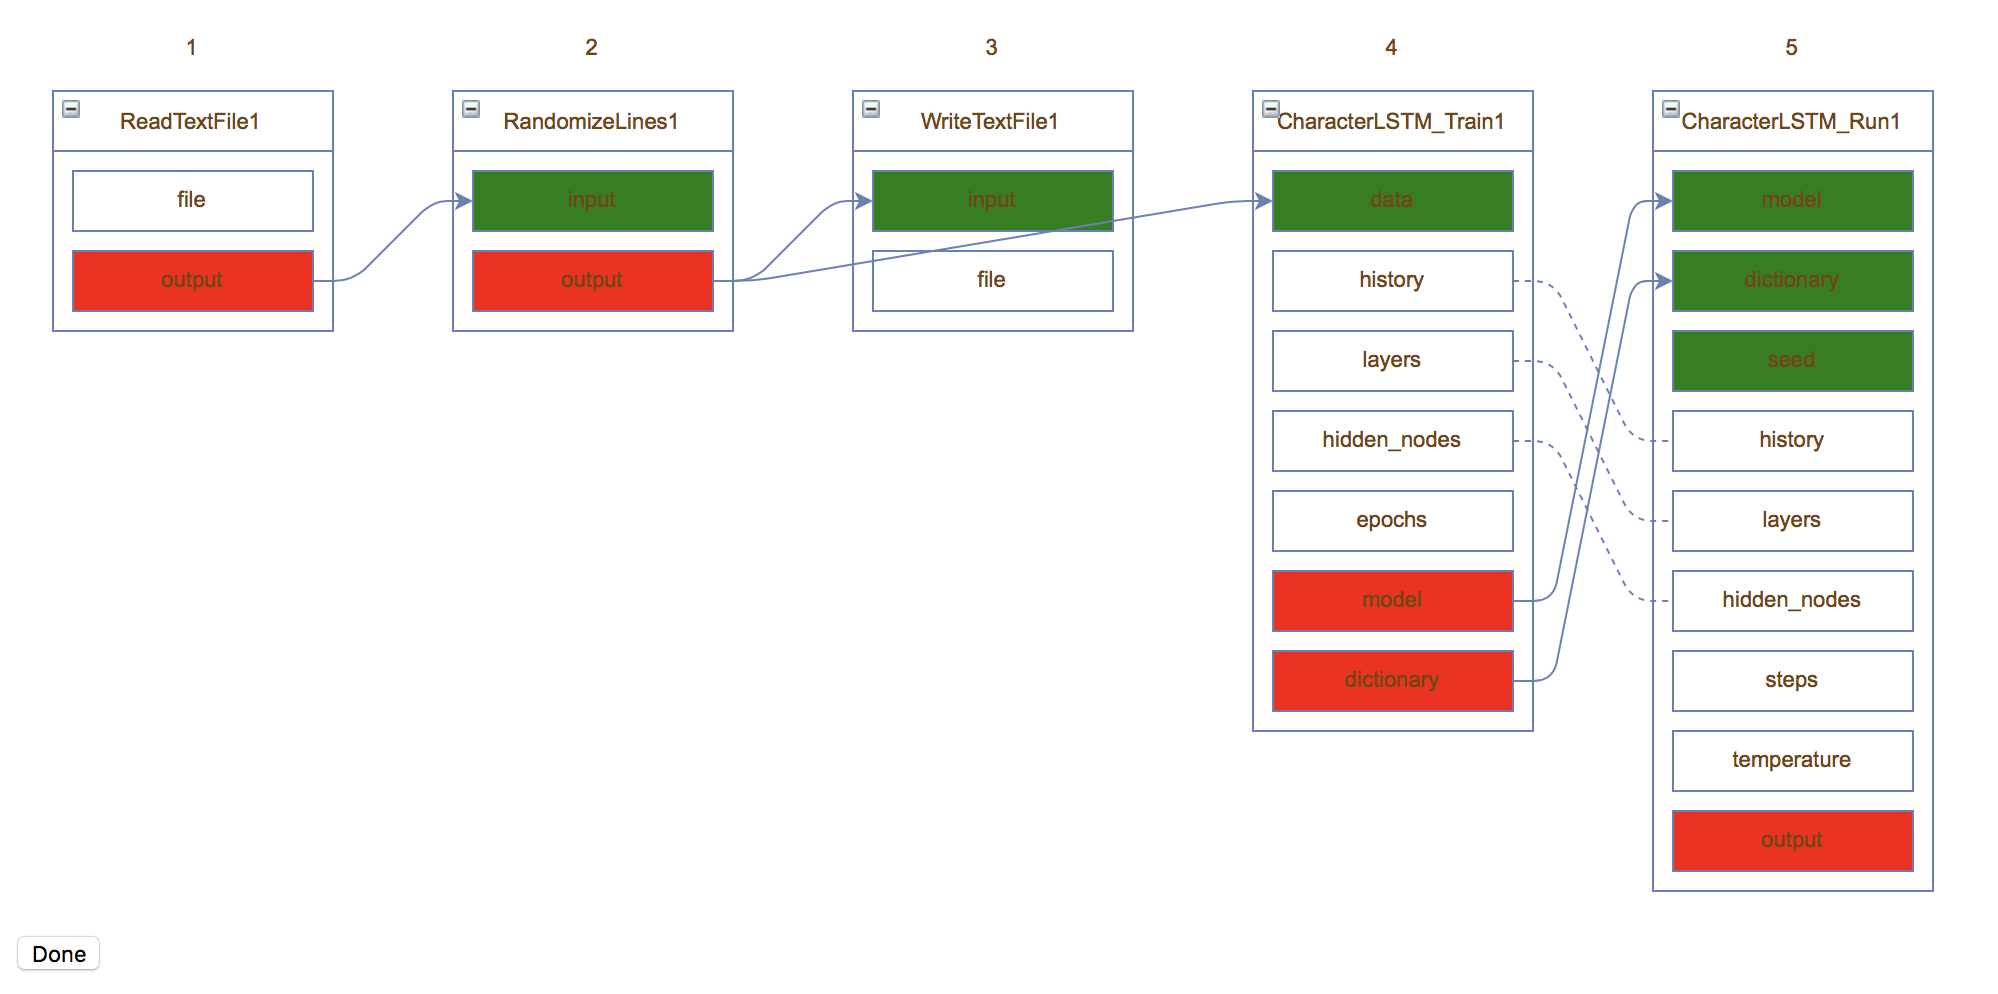 1
2
3
4
5
ReadTextFile1
file
output
RandomizeLines1
input
output
WriteTextFile1
input
file
CharacterLSTM_Train1
data
history
layers
hidden_nodes
epochs
model
dictionary
CharacterLSTM_Run1
model
dictionary
seed
history
layers
hidden_nodes
steps
temperature
output
Done